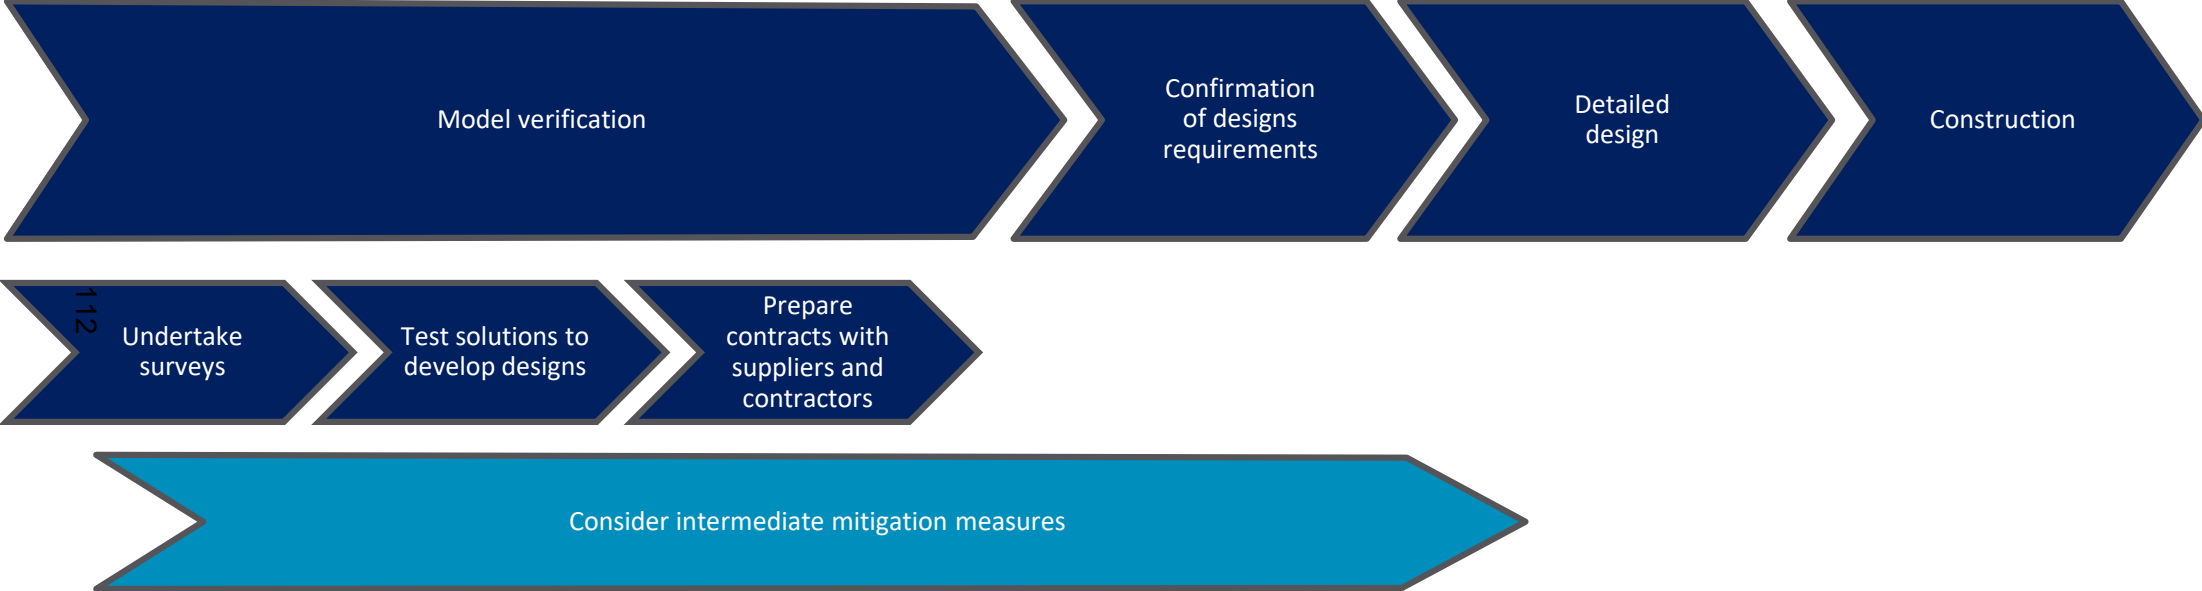 Model verification
Confirmation
of designs
requirements
Detailed
design
Construction
112
Undertake
surveys
Test solutions to
develop designs
Prepare
contracts with
suppliers and
contractors
Consider intermediate mitigation measures